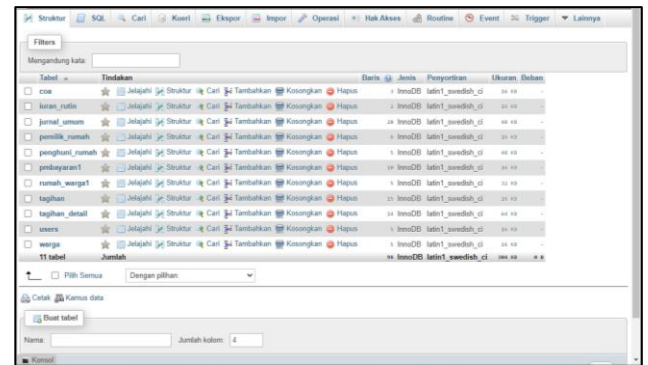 Struktur SQL Cari Kueri Ekspor Impor Operasi Hak Akses Routine Event Trigger Lainnya
Filters
Mengandung kata:
Tabel Tindakan Baris Jenis Penyortiran Ukuran Beban
coa Jelajahi Struktur Cari Tambahkan Kosongkan Hapus InnoDB latin1_swedish_ci -
iuran_rutin Jelajahi Struktur Cari Tambahkan Kosongkan Hapus InnoDB latin1_swedish_ci -
jurnal_umum Jelajahi Struktur Cari Tambahkan Kosongkan Hapus InnoDB latin1_swedish_ci -
pemilik_rumah Jelajahi Struktur Cari Tambahkan Kosongkan Hapus InnoDB latin1_swedish_ci -
penghuni_rumah Jelajahi Struktur Cari Tambahkan Kosongkan Hapus InnoDB latin1_swedish_ci -
pmbayaran1 Jelajahi Struktur Cari Tambahkan Kosongkan Hapus InnoDB latin1_swedish_ci -
rumah_warga1 Jelajahi Struktur Cari Tambahkan Kosongkan Hapus InnoDB latin1_swedish_ci -
tagihan Jelajahi Struktur Cari Tambahkan Kosongkan Hapus InnoDB latin1_swedish_ci -
tagihan_detail Jelajahi Struktur Cari Tambahkan Kosongkan Hapus InnoDB latin1_swedish_ci -
users Jelajahi Struktur Cari Tambahkan Kosongkan Hapus InnoDB latin1_swedish_ci -
warga Jelajahi Struktur Cari Tambahkan Kosongkan Hapus InnoDB latin1_swedish_ci -
11 tabel Jumlah InnoDB latin1_swedish_ci
Pilih Semua Dengan pilihan:
Cetak Kamus data
Buat tabel
Nama: Jumlah kolom: 4
Konsol